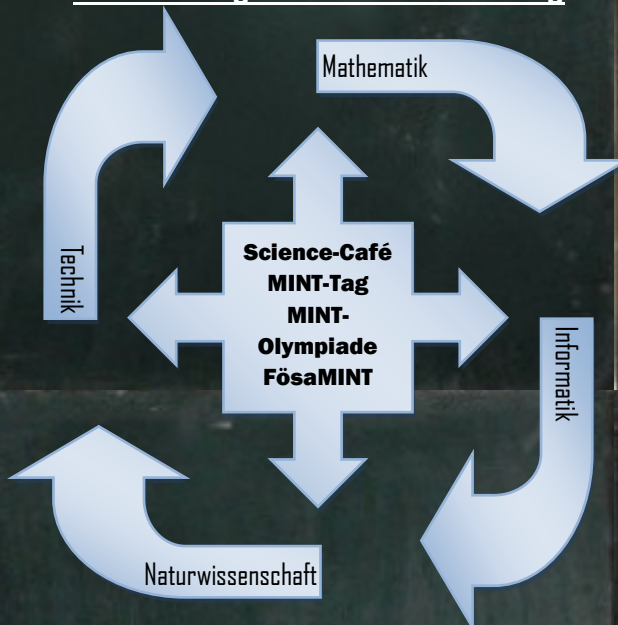 Mathematik
Technik
Science-Café
MINT-Tag
MINT-
Olympiade
FösaMINT
Informatik
Naturwissenschaft